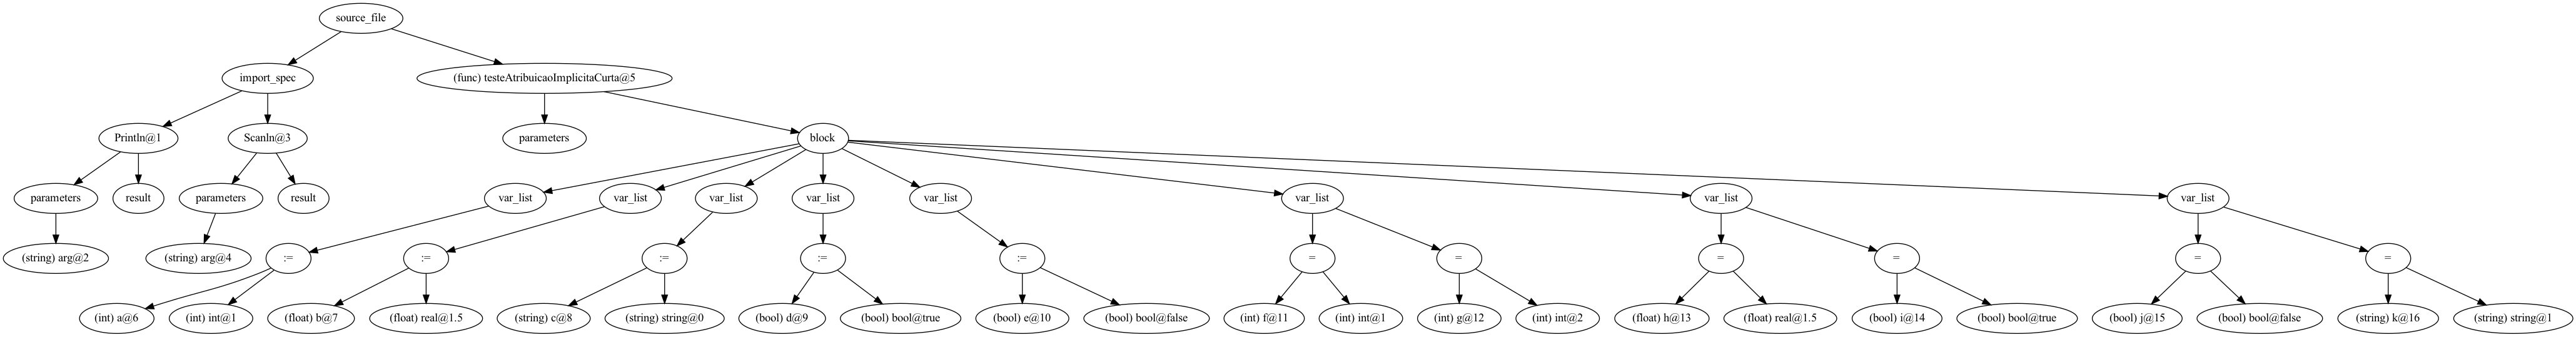 source_file
import_spec
(func) testeAtribuicaoImplicitaCurta@5
Println@1
Scanln@3
parameters
block
parameters
result
parameters
result
var_list
var_list
var_list
var_list
var_list
var_list
var_list
var_list
(string) arg@2
(string) arg@4
:=
:=
:=
:=
:=
=
=
=
=
=
=
(int) a@6
(int) int@1
(float) b@7
(float) real@1.5
(string) c@8
(string) string@0
(bool) d@9
(bool) bool@true
(bool) e@10
(bool) bool@false
(int) f@11
(int) int@1
(int) g@12
(int) int@2
(float) h@13
(float) real@1.5
(bool) i@14
(bool) bool@true
(bool) j@15
(bool) bool@false
(string) k@16
(string) string@1